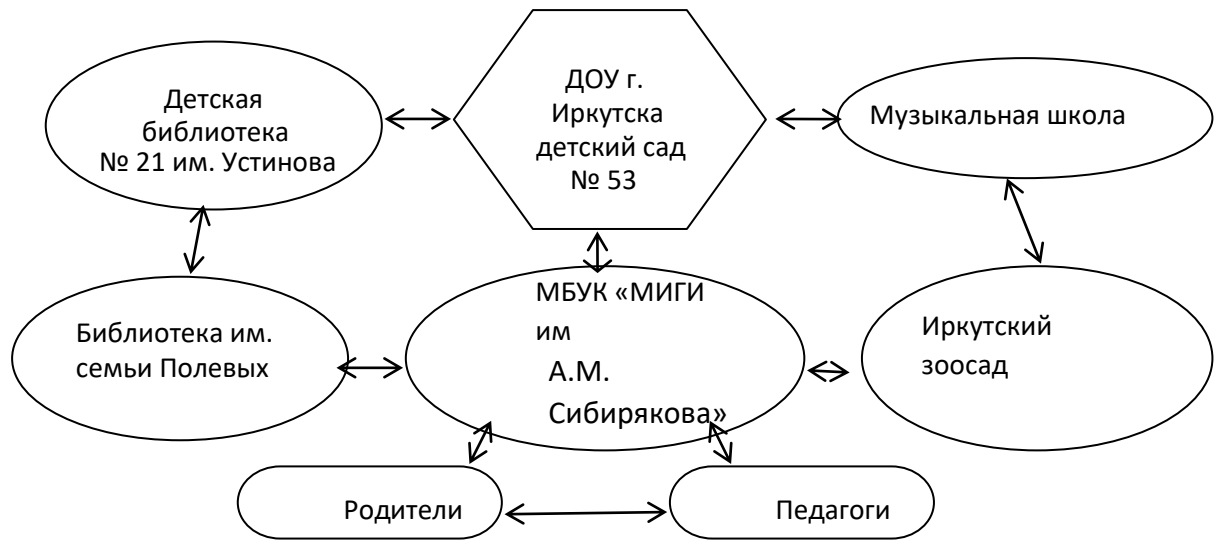 Детская
библиотека
№ 21 им. Устинова
ДОУ г.
Иркутска
детский сад
№ 53
Музыкальная школа
Библиотека им.
семьи Полевых
МБУК «МИГИ
им
А.М.
Сибирякова»
Иркутский
зоосад
Родители
Педагоги